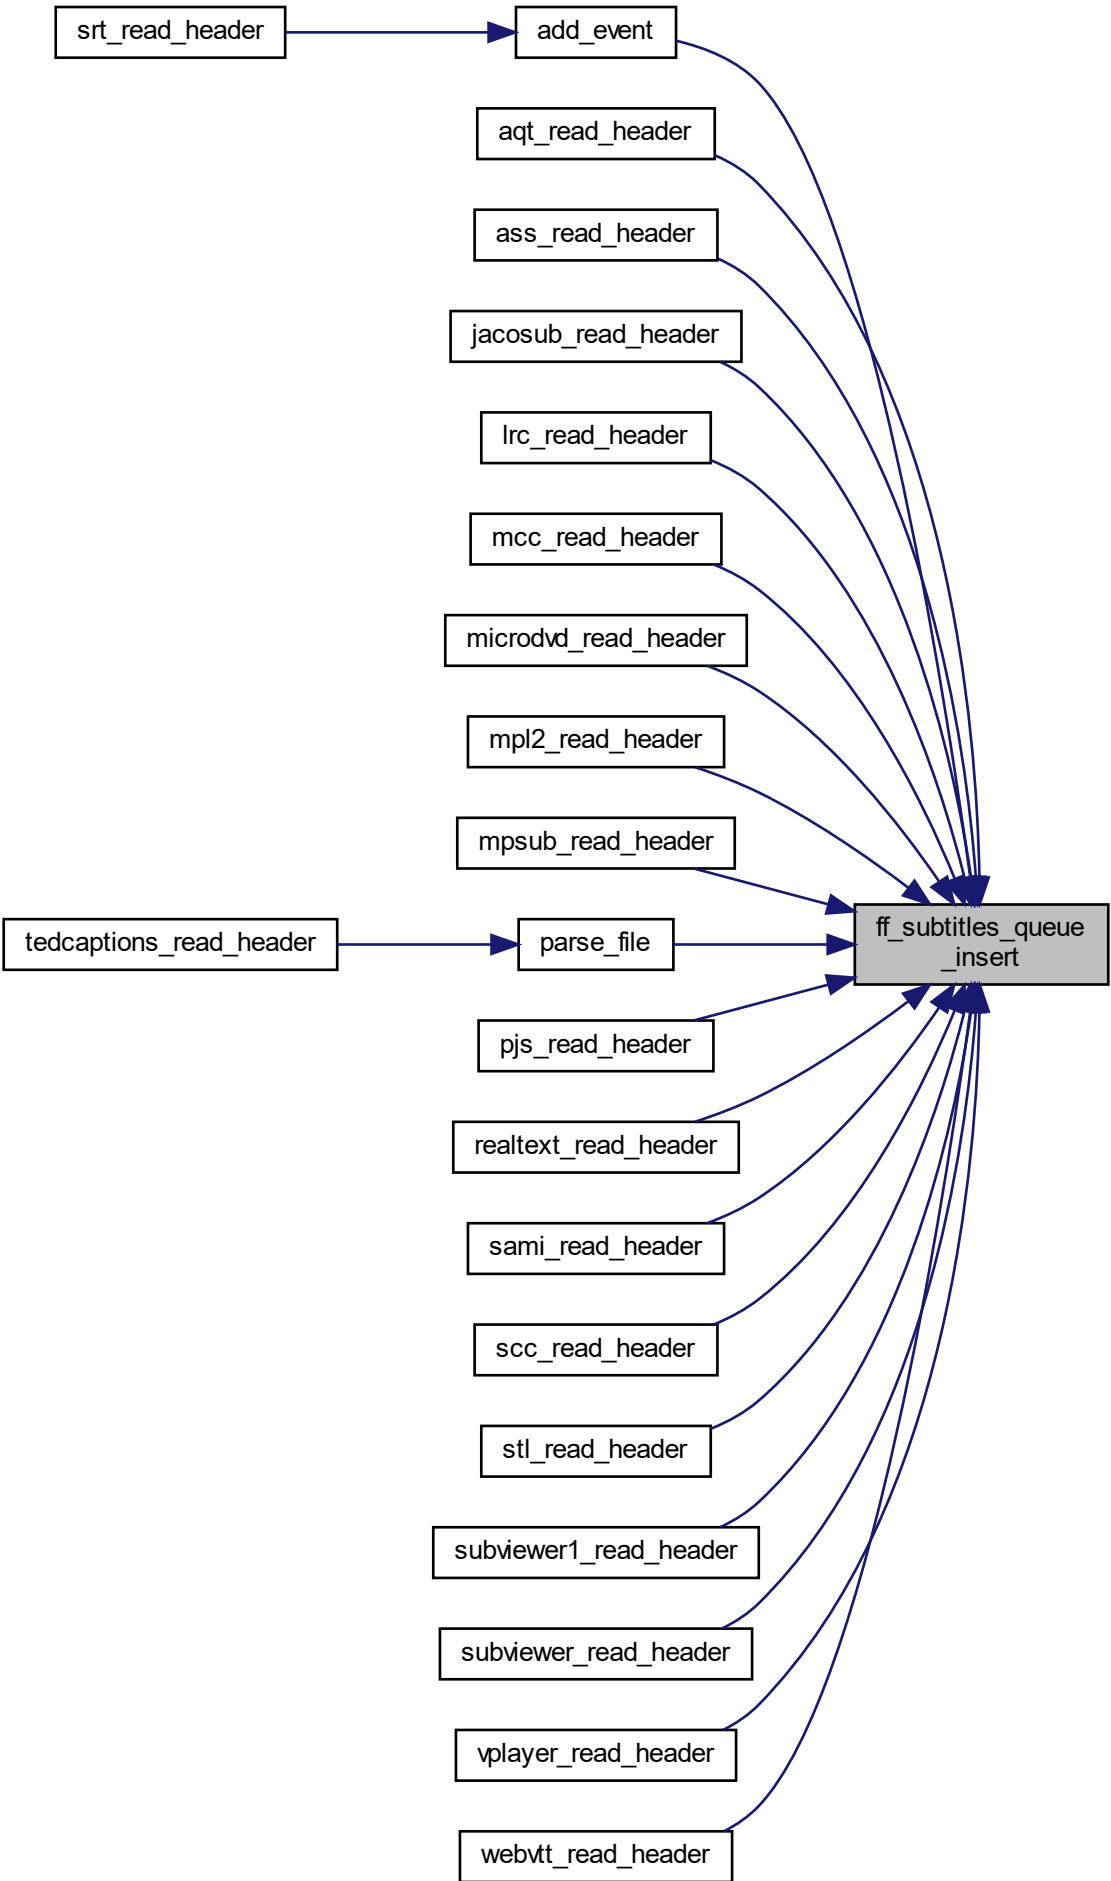 srt_read_header
add_event
aqt_read_header
ass_read_header
jacosub_read_header
lrc_read_header
mcc_read_header
microdvd_read_header
mpl2_read_header
mpsub_read_header
tedcaptions_read_header
parse_file
ff_subtitles_queue
_insert
pjs_read_header
realtext_read_header
sami_read_header
scc_read_header
stl_read_header
subviewer1_read_header
subviewer_read_header
vplayer_read_header
webvtt_read_header